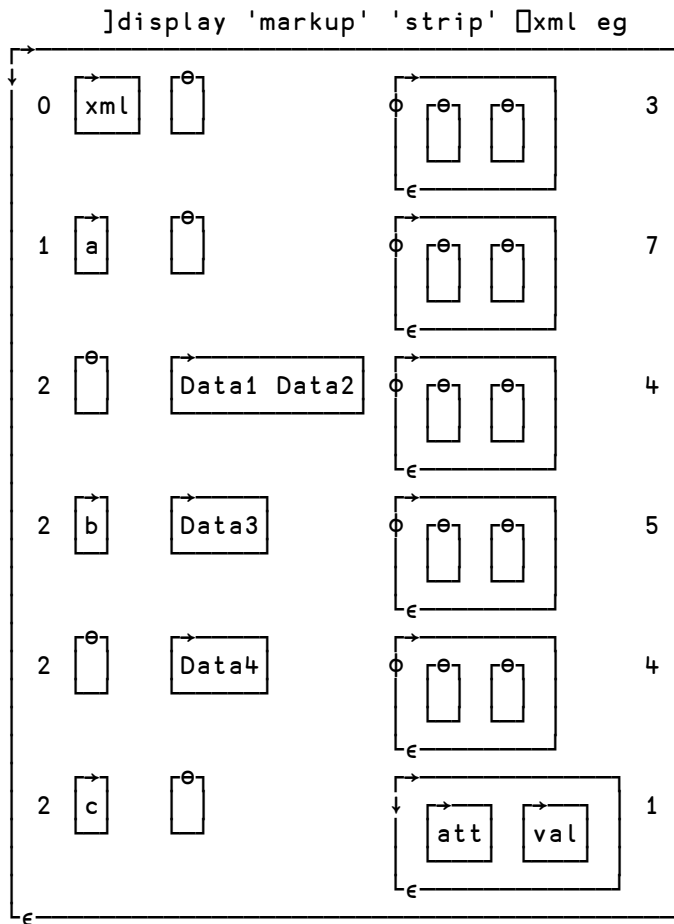 ]display 'markup' 'strip' ⎕xml eg
0 xml 3
1 a 7
2 Data1 Data2 4
2 b Data3 5
2 Data4 4
2 c att val 1